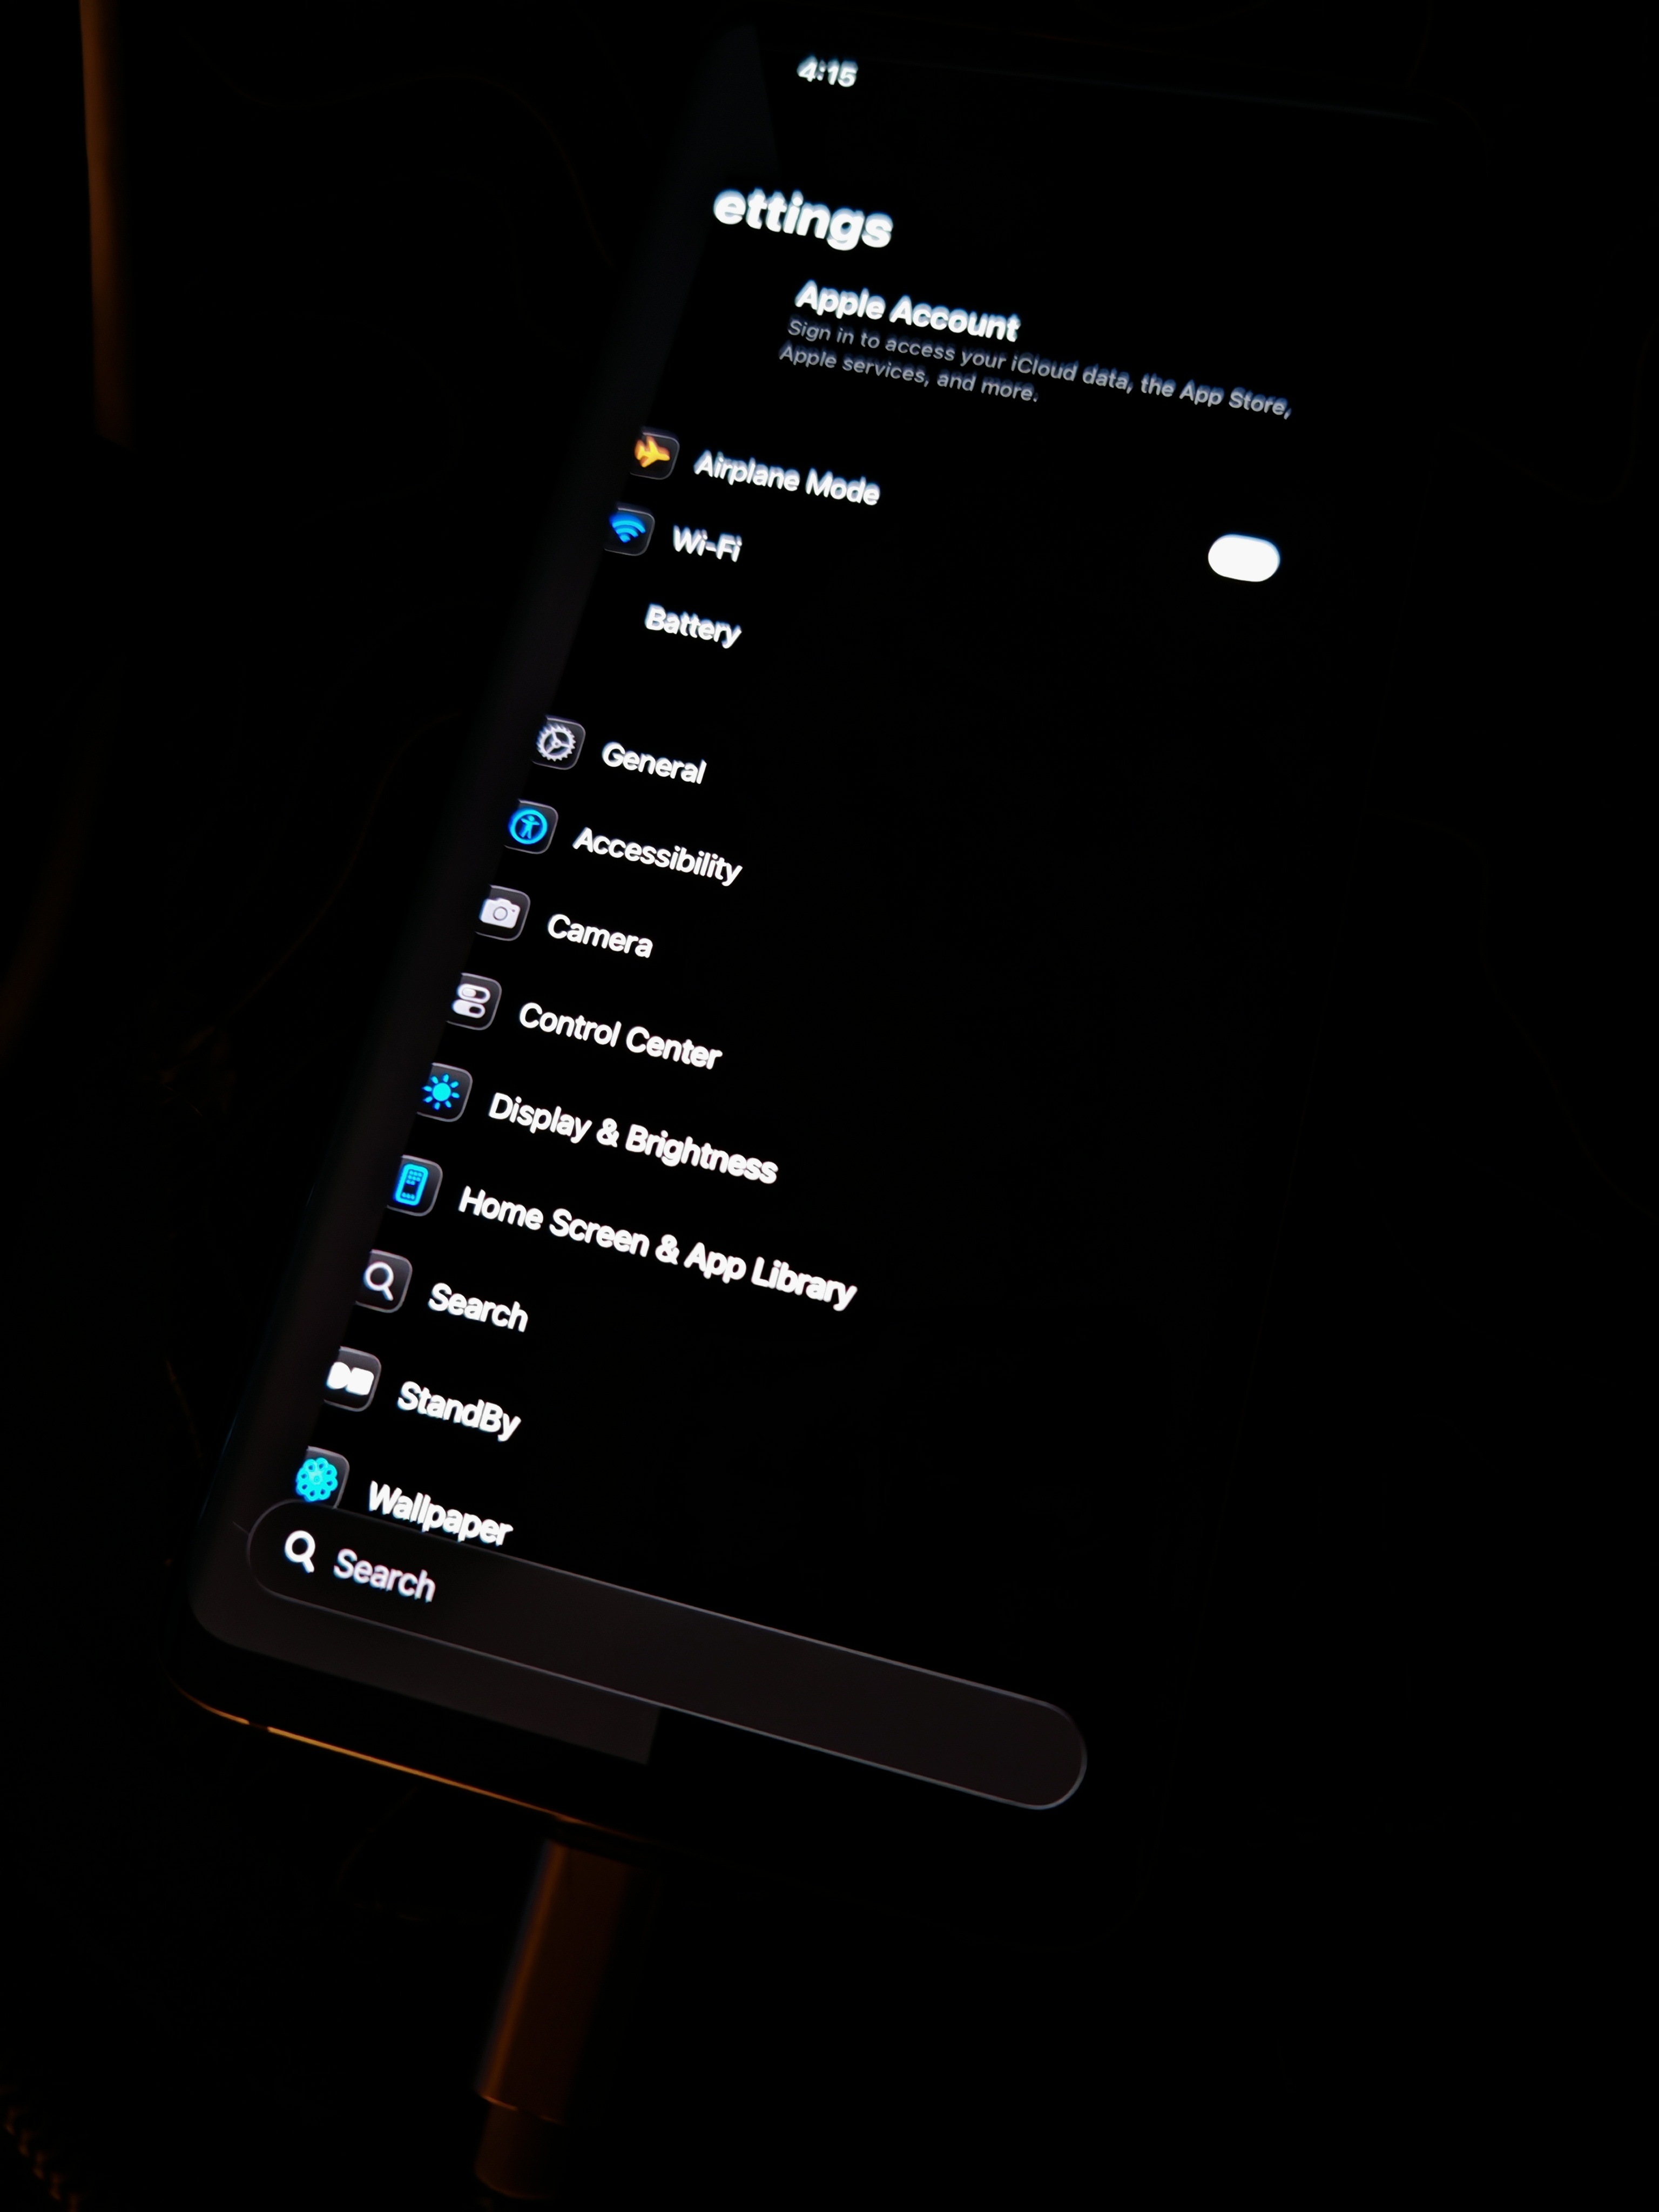 4:15
ettings
Apple Account
Sign in to access your iCloud data, the App Store,
Apple services, and more.
Airplane Mode
Wi-Fi
Battery
General
Accessibility
Camera
Control Center
Display & Brightness
Home Screen & App Library
Search
StandBy
Wallpaper
Search